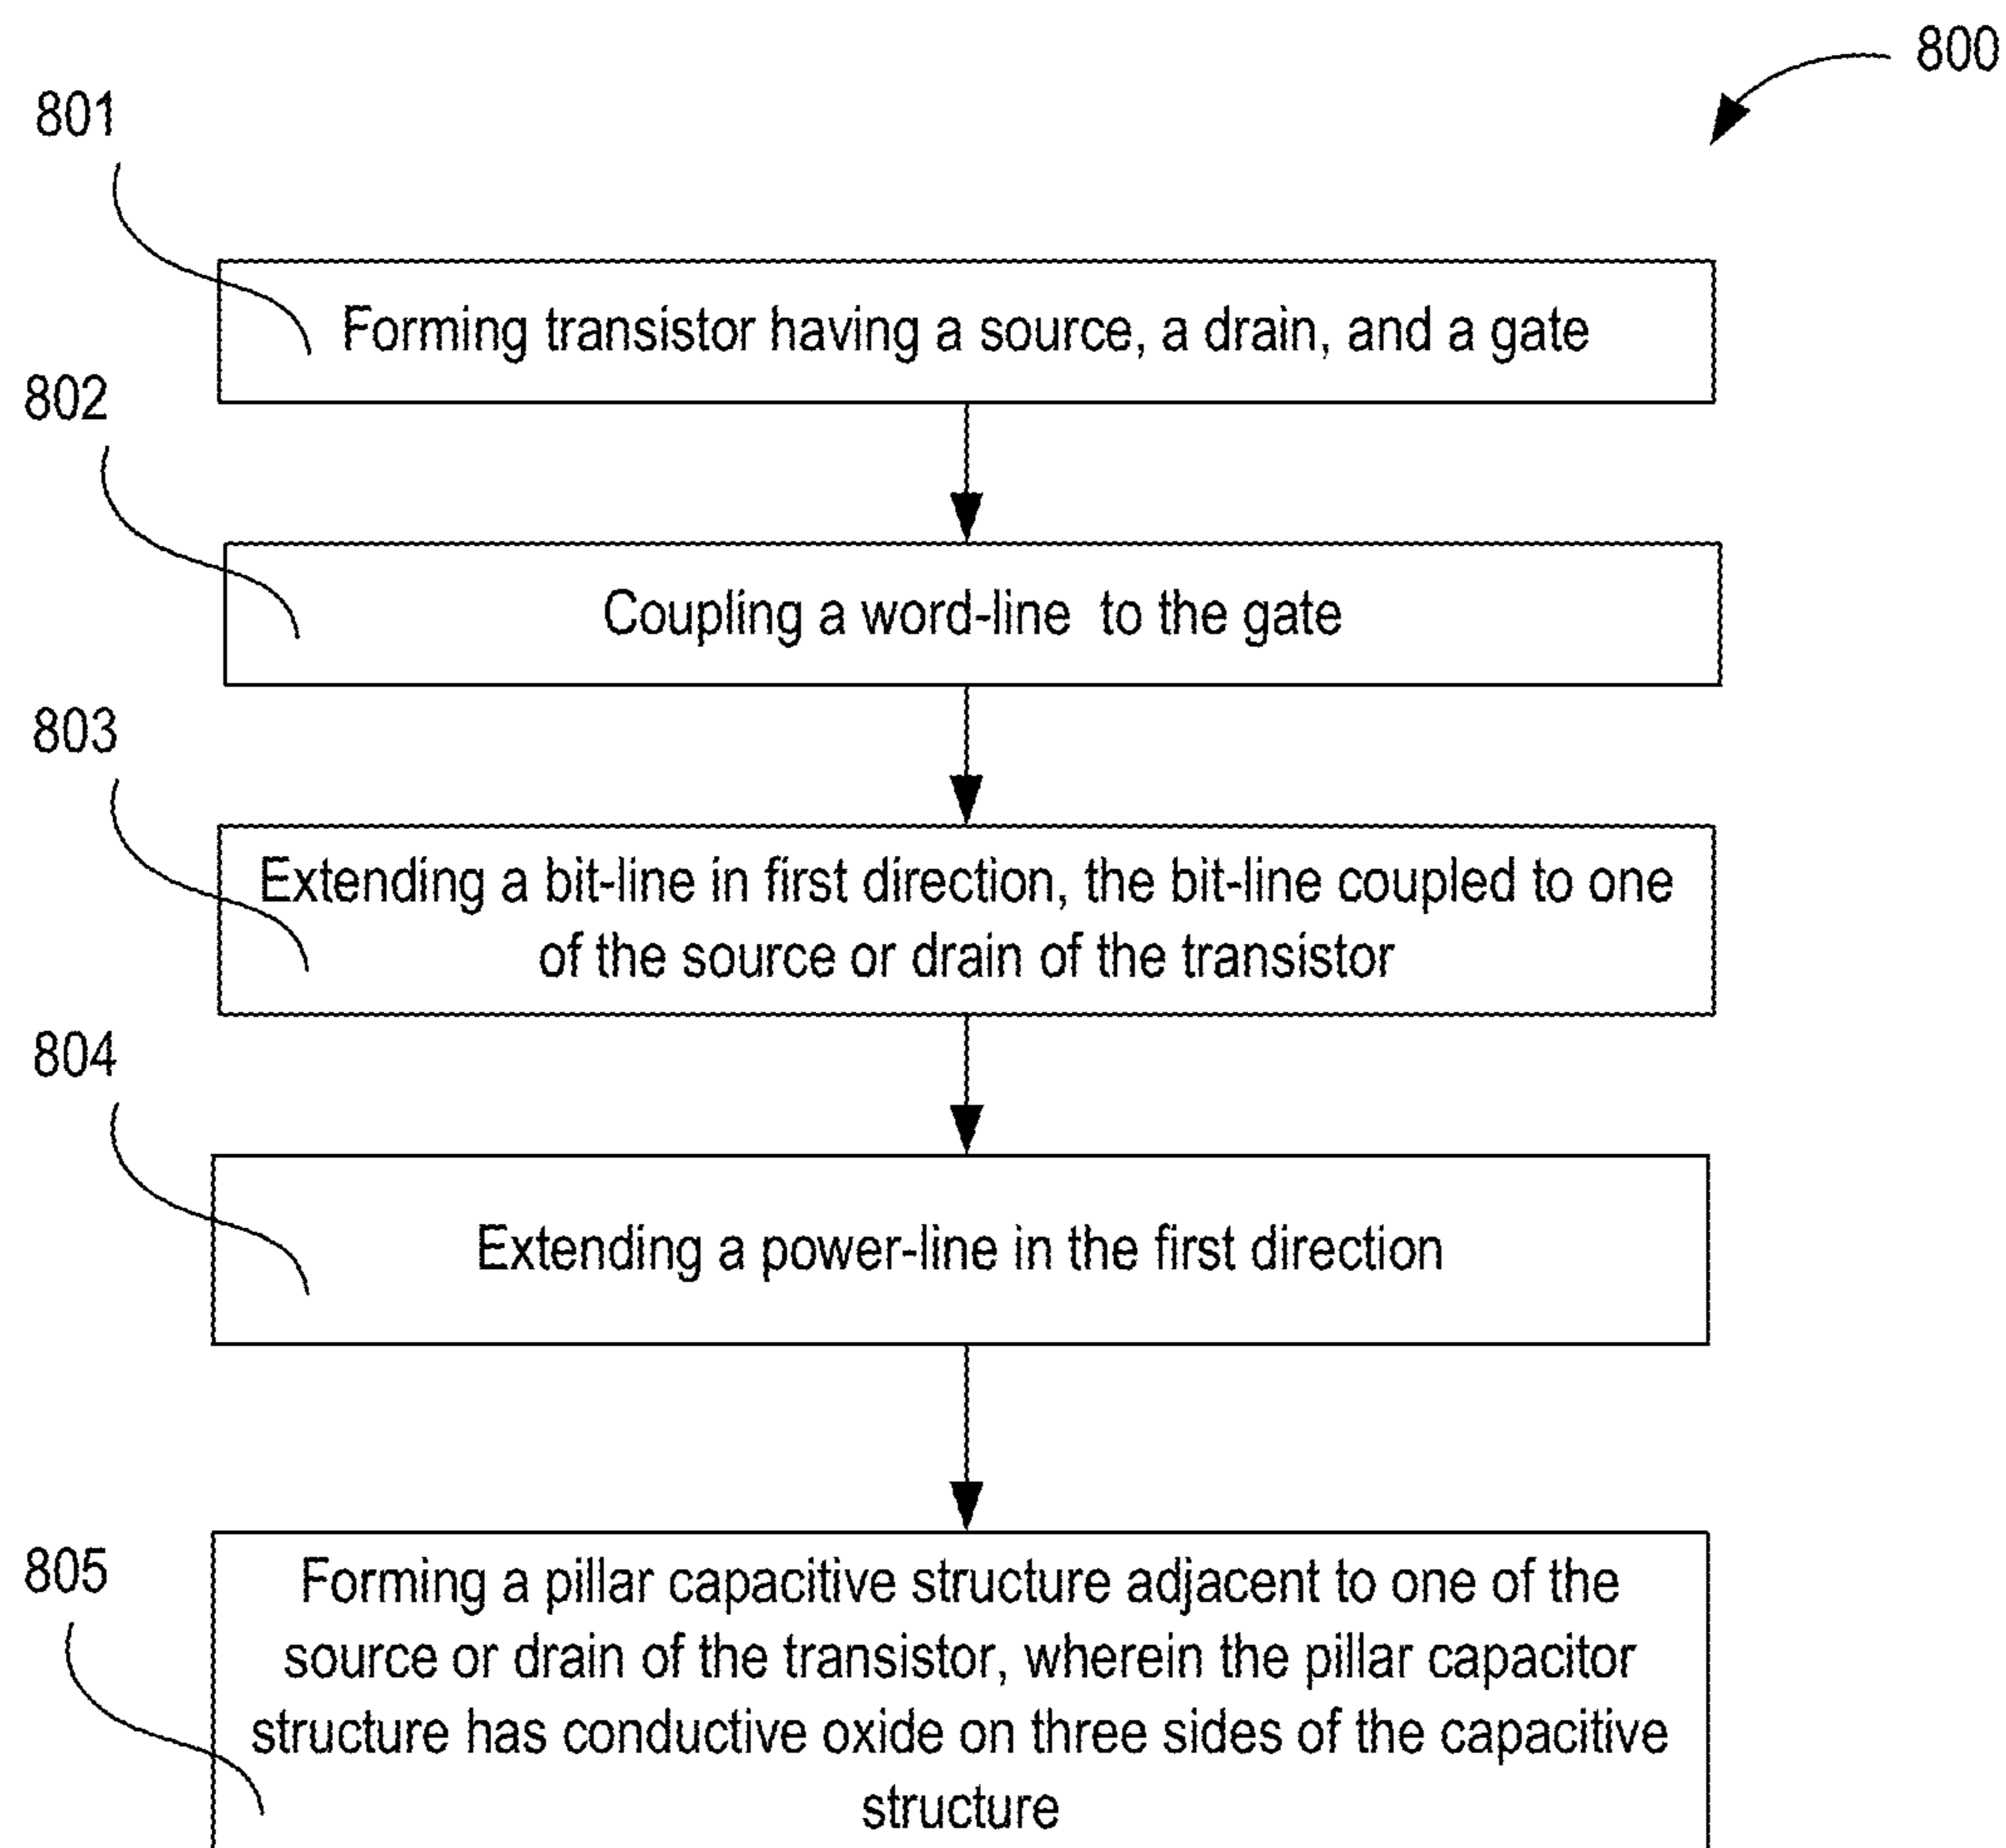 800
801
Forming transistor having a source, a drain, and a gate
802
Coupling a word-line to the gate
803
Extending a bit-line in first direction, the bit-line coupled to one
of the source or drain of the transistor
804
Extending a power-line in the first direction
805
Forming a pillar capacitive structure adjacent to one of the
source or drain of the transistor, wherein the pillar capacitor
structure has conductive oxide on three sides of the capacitive
structure